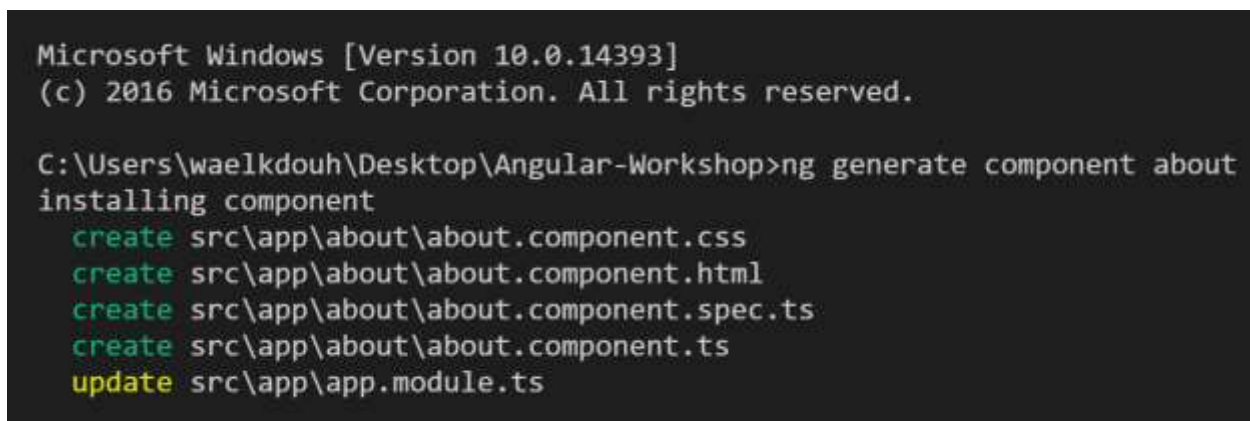 Microsoft Windows [Version 10.0.14393]
(c) 2016 Microsoft Corporation. All rights reserved.
C:\Users\waelkdouh\Desktop\Angular-Workshop>ng generate component about
installing component
create src\app\about\about.component.css
create src\app\about\about.component.html
create src\app\about\about.component.spec.ts
create src\app\about\about.component.ts
update src\app\app.module.ts